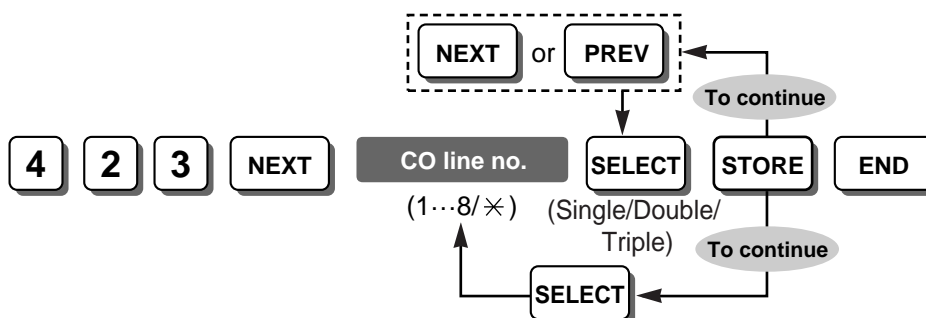 NEXT or PREV
To continue
4 2 3 NEXT CO line no. SELECT STORE END
(1···8/✳) (Single/Double/
Triple)
To continue
SELECT